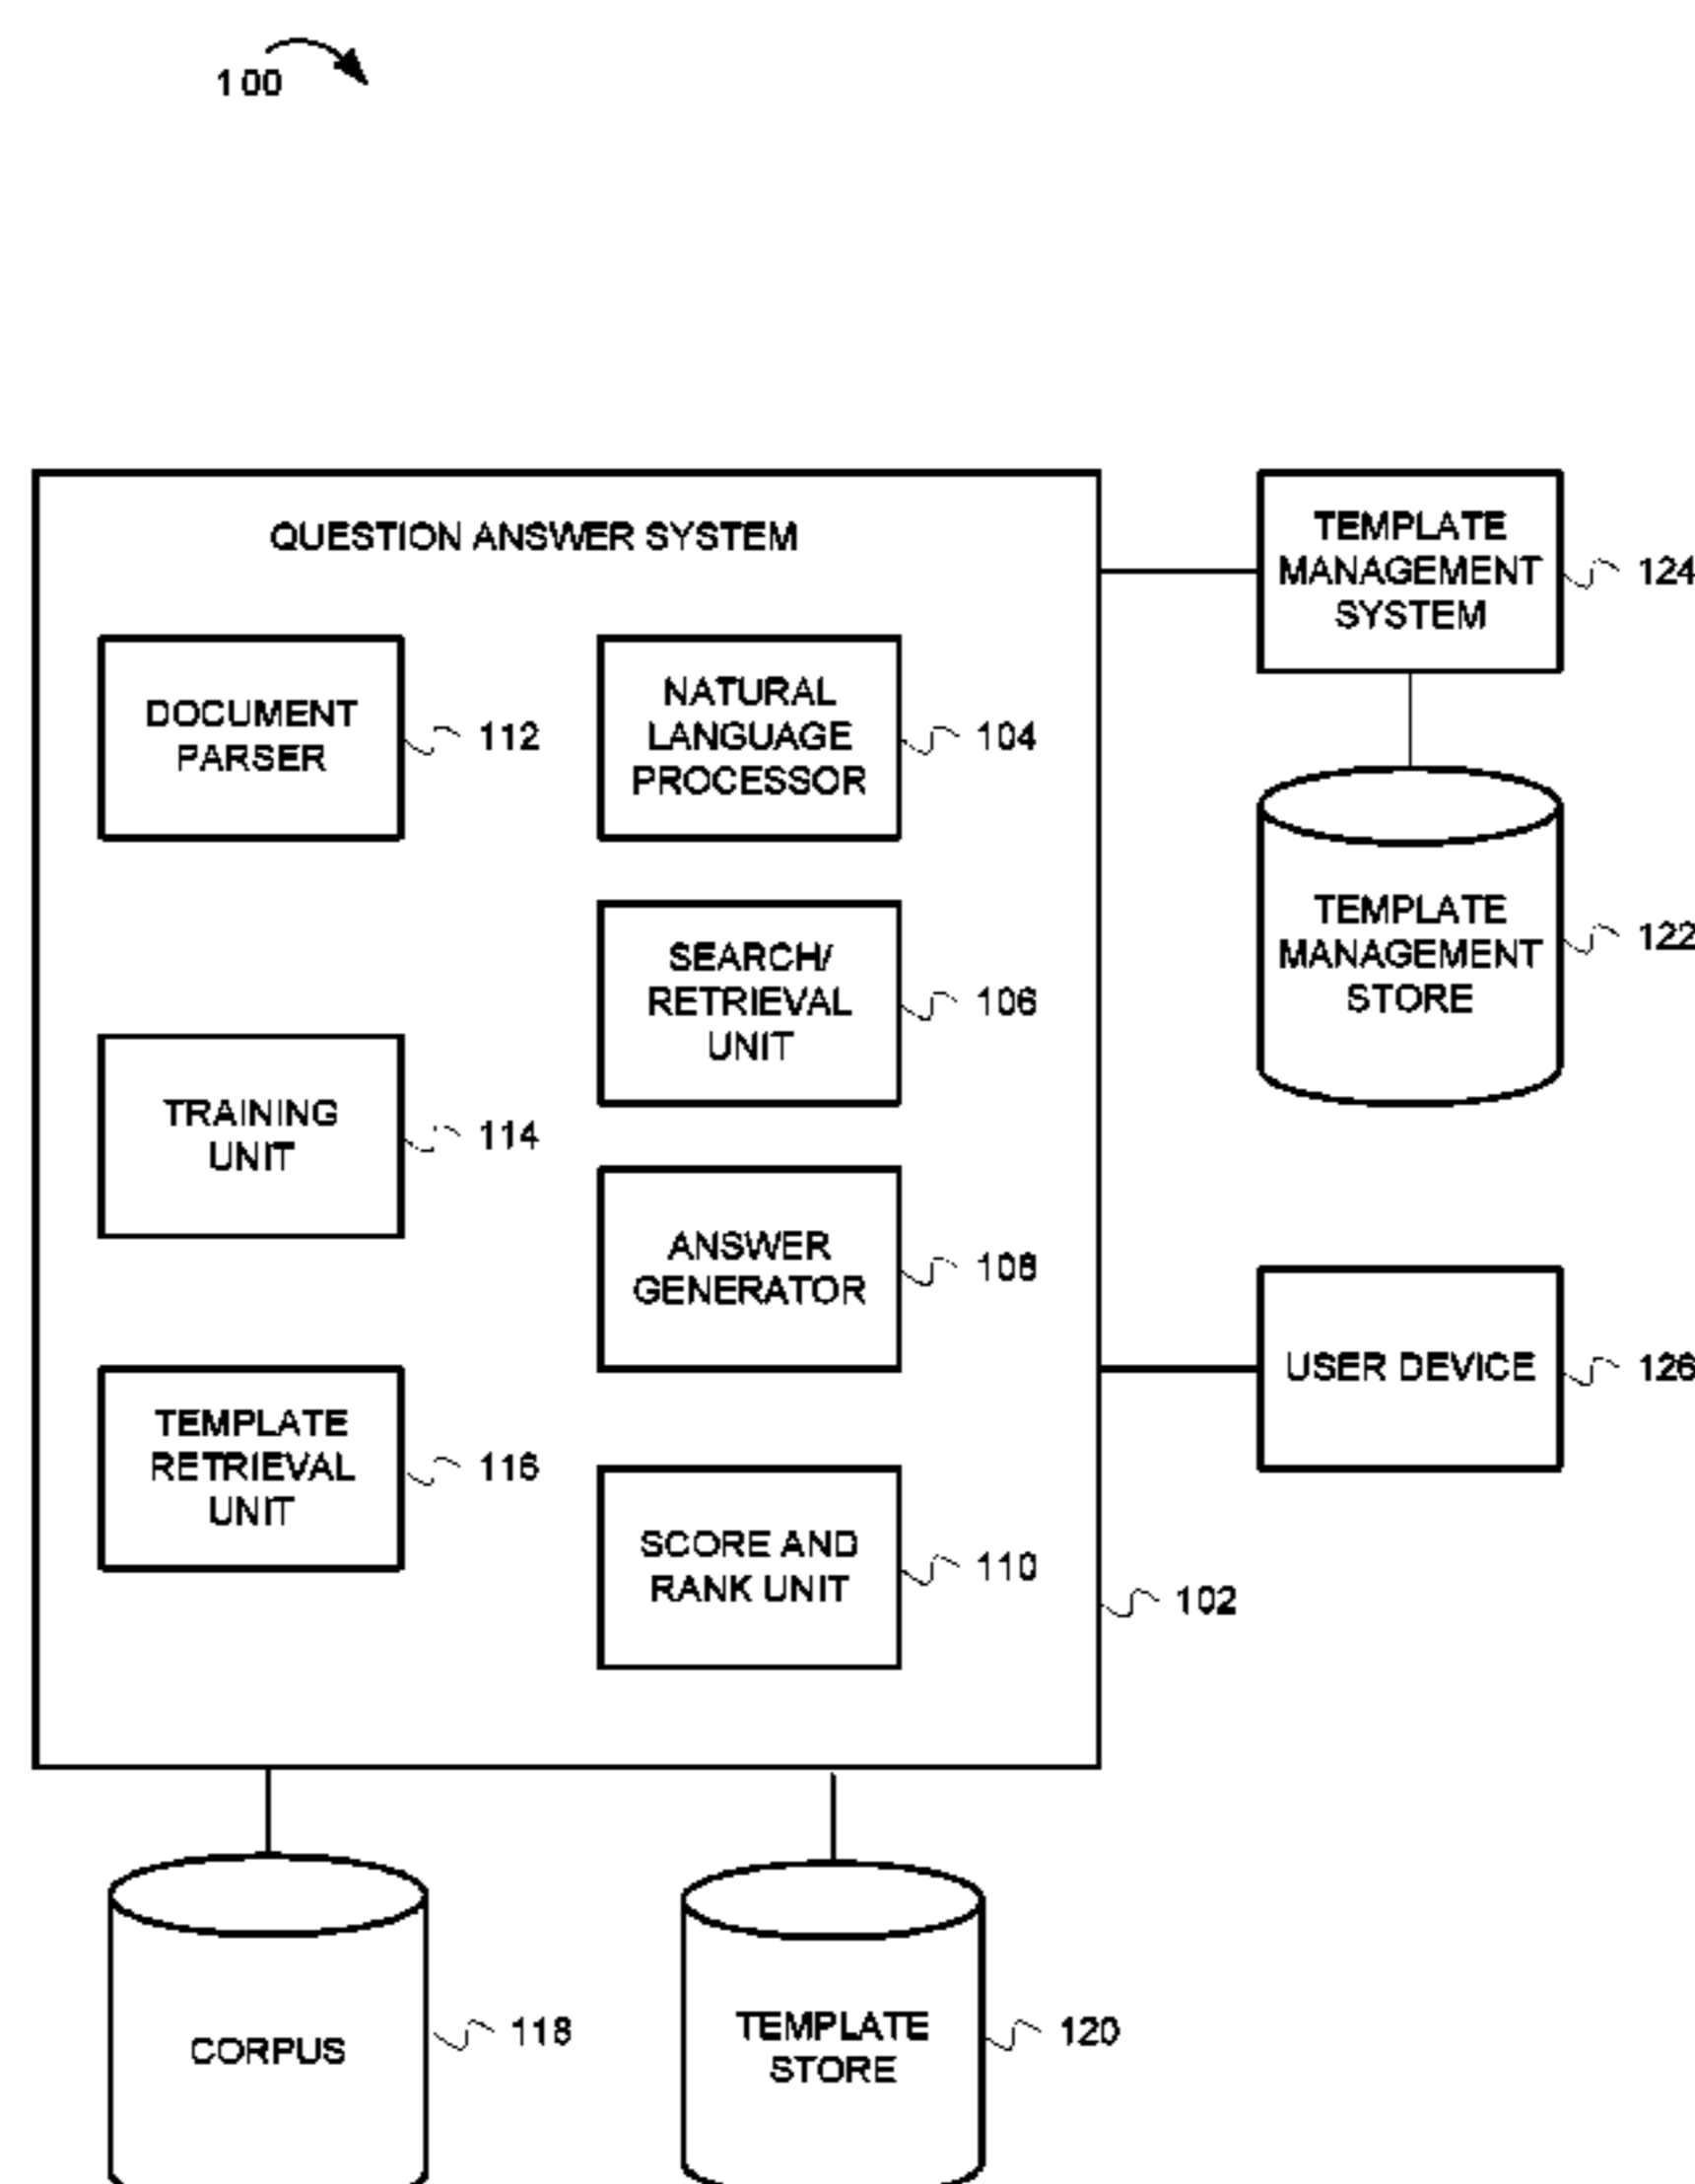 100
QUESTION ANSWER SYSTEM
DOCUMENT
PARSER
112
NATURAL
LANGUAGE
PROCESSOR
104
SEARCH/
RETRIEVAL
UNIT
106
TRAINING
UNIT
114
ANSWER
GENERATOR
108
TEMPLATE
RETRIEVAL
UNIT
116
SCORE AND
RANK UNIT
110
102
TEMPLATE
MANAGEMENT
SYSTEM
124
TEMPLATE
MANAGEMENT
STORE
122
USER DEVICE
126
CORPUS
118
TEMPLATE
STORE
120